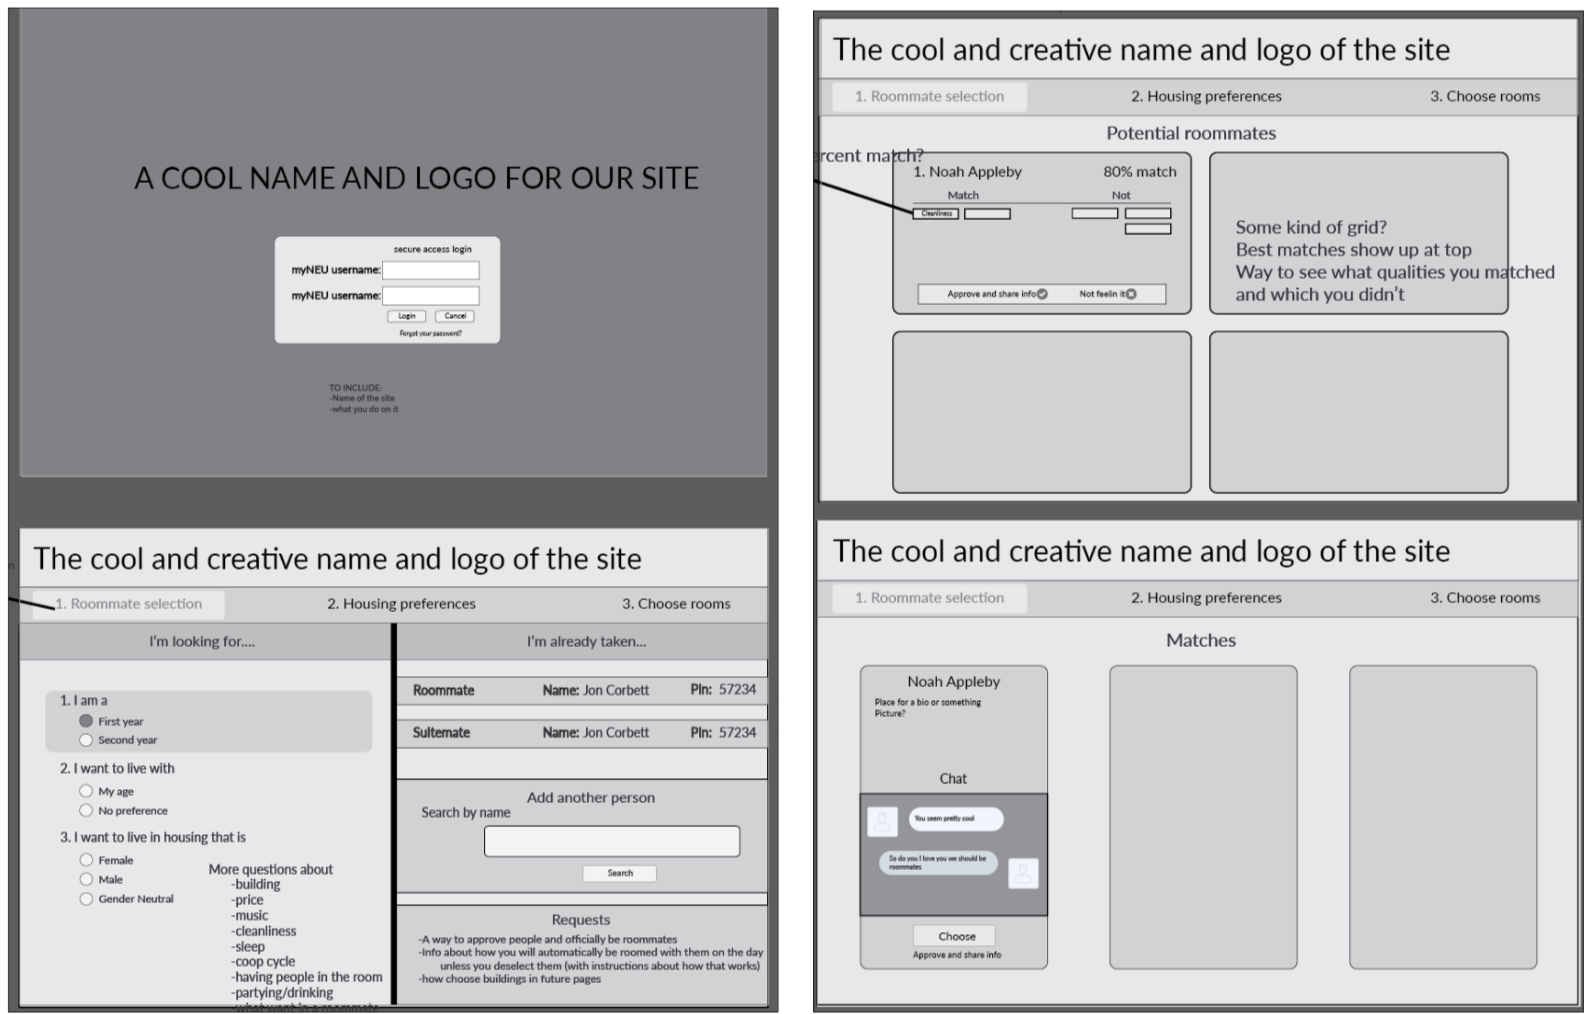 A COOL NAME AND LOGO FOR OUR SITE
secure access login
myNEU username:
myNEU username:
Login Cancel
Forgot your password?
TO INCLUDE:
-Name of the site
-what you do on it
The cool and creative name and logo of the site
1. Roommate selection 2. Housing preferences 3. Choose rooms
I'm looking for....
1. I am a
First year
Second year
2. I want to live with
My age
No preference
3. I want to live in housing that is
Female
Male
Gender Neutral
More questions about
-building
-price
-music
-cleanliness
-sleep
-coop cycle
-having people in the room
-partying/drinking
-what want in a roommate
I'm already taken...
Roommate Name: Jon Corbett Pin: 57234
Suitemate Name: Jon Corbett Pin: 57234
Add another person
Search by name
Search
Requests
-A way to approve people and officially be roommates
-Info about how you will automatically be roomed with them on the day
unless you deselect them (with instructions about how that works)
-how choose buildings in future pages
The cool and creative name and logo of the site
1. Roommate selection 2. Housing preferences 3. Choose rooms
Potential roommates
rcent match?
1. Noah Appleby 80% match
Match Not
Cleanliness
Approve and share info Not feelin it
Some kind of grid?
Best matches show up at top
Way to see what qualities you matched
and which you didn't
The cool and creative name and logo of the site
1. Roommate selection 2. Housing preferences 3. Choose rooms
Matches
Noah Appleby
Place for a bio or something
Picture?
Chat
You seem pretty cool
So do you I love you we should be
roommates
Choose
Approve and share info